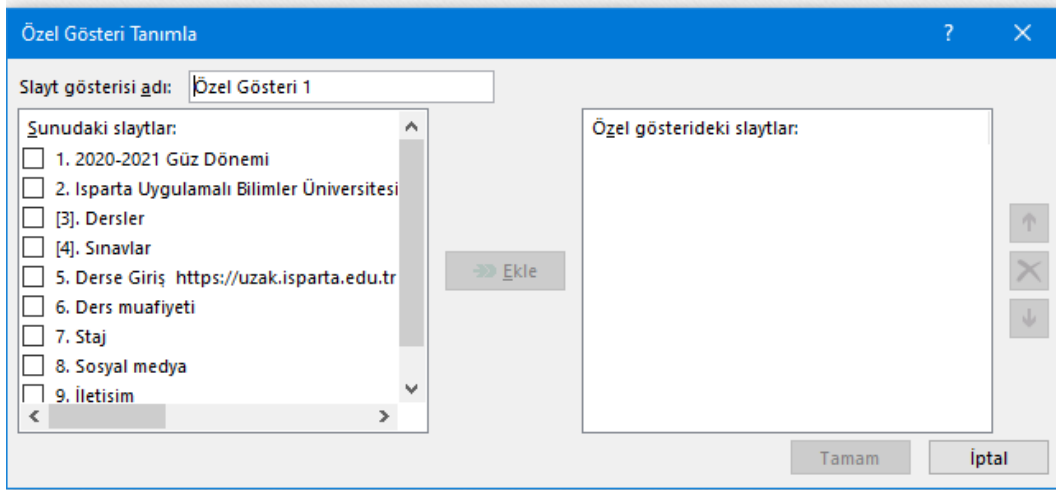 Özel Gösteri Tanımla ?
Slayt gösterisi adı: Özel Gösteri 1
Sunudaki slaytlar:
1. 2020-2021 Güz Dönemi
2. Isparta Uygulamalı Bilimler Üniversitesi
[3]. Dersler
[4]. Sınavlar
5. Derse Giriş https://uzak.isparta.edu.tr
6. Ders muafiyeti
7. Staj
8. Sosyal medya
9. İletişim
Ekle
Özel gösterideki slaytlar:
Tamam İptal